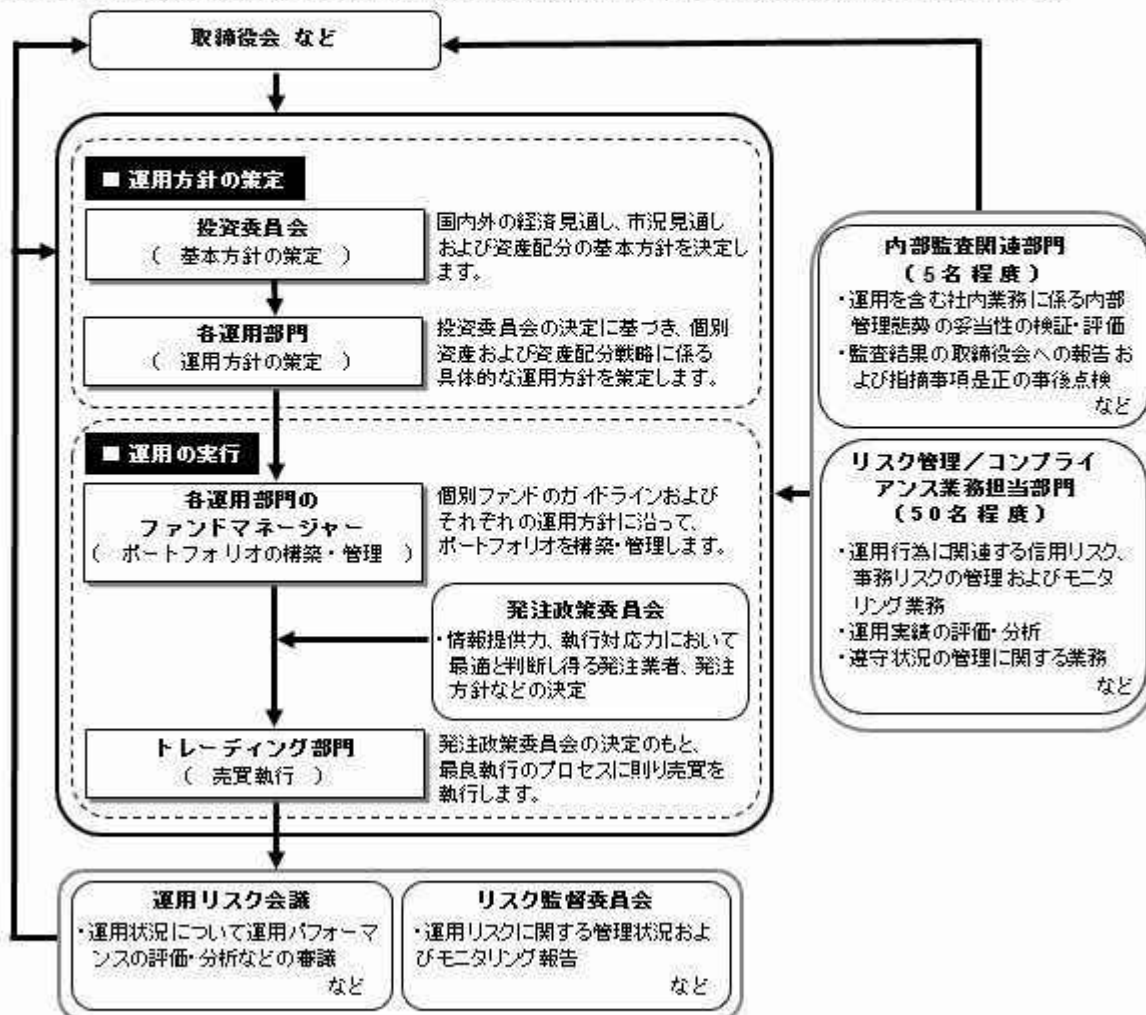 取締役会 など
■ 運用方針の策定
投資委員会
( 基本方針の策定 )
国内外の経済見通し、市況見通し
および資産配分の基本方針を決定し
ます。
各運用部門
( 運用方針の策定 )
投資委員会の決定に基づき、個別
資産および資産配分戦略に係る
具体的な運用方針を策定します。
■ 運用の実行
各運用部門の
ファンドマネージャー
( ポートフォリオの構築・管理 )
個別ファンドのガイドラインおよび
それぞれの運用方針に沿って、
ポートフォリオを構築・管理します。
発注政策委員会
・情報提供力、執行対応力において
最適と判断し得る発注業者、発注
方針などの決定
トレーディング部門
( 売買執行 )
発注政策委員会の決定のもと、
最良執行のプロセスに則り売買を
執行します。
内部監査関連部門
(5名程度)
・運用を含む社内業務に係る内部
管理態勢の妥当性の検証・評価
・監査結果の取締役会への報告お
よび指摘事項是正の事後点検
など
リスク管理/コンプライ
アンス業務担当部門
(50名程度)
・運用行為に関連する信用リスク、
事務リスクの管理およびモニタ
リング業務
・運用実績の評価・分析
・遵守状況の管理に関する業務
など
運用リスク会議
・運用状況について運用パフォーマ
ンスの評価・分析などの審議
など
リスク監督委員会
・運用リスクに関する管理状況およ
びモニタリング報告
など